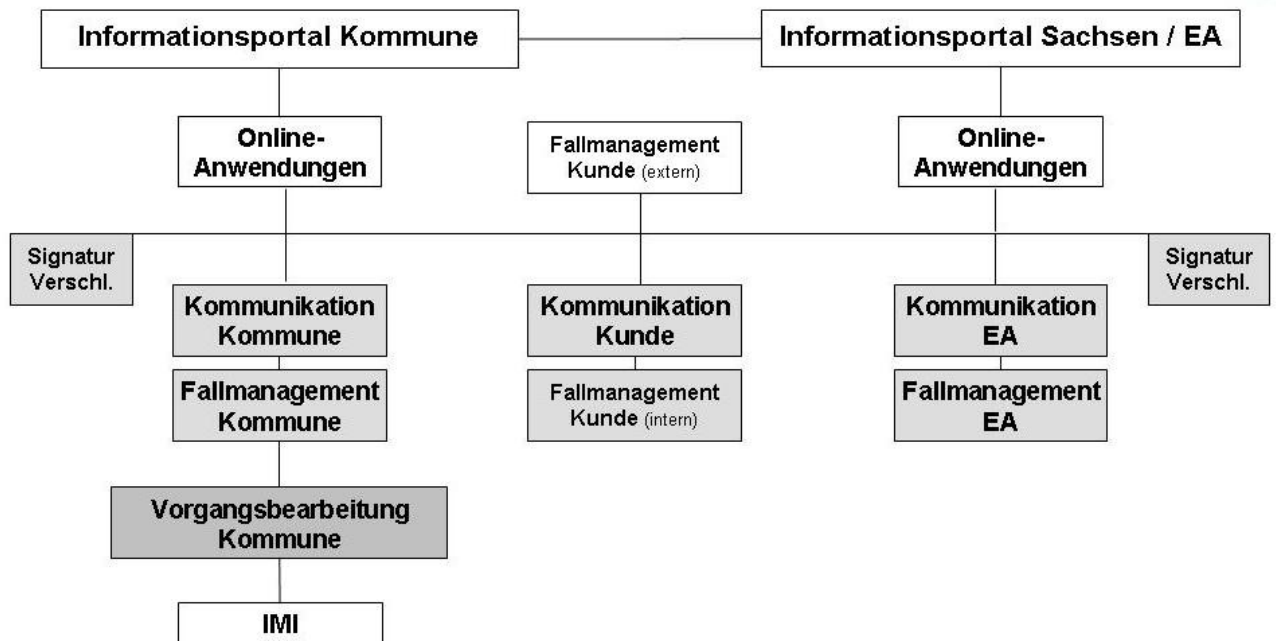 Informationsportal Kommune
Informationsportal Sachsen / EA
Online-
Anwendungen
Fallmanagement
Kunde (extern)
Online-
Anwendungen
Signatur
Verschl.
Signatur
Verschl.
Kommunikation
Kommune
Kommunikation
Kunde
Kommunikation
EA
Fallmanagement
Kommune
Fallmanagement
Kunde (intern)
Fallmanagement
EA
Vorgangsbearbeitung
Kommune
IMI